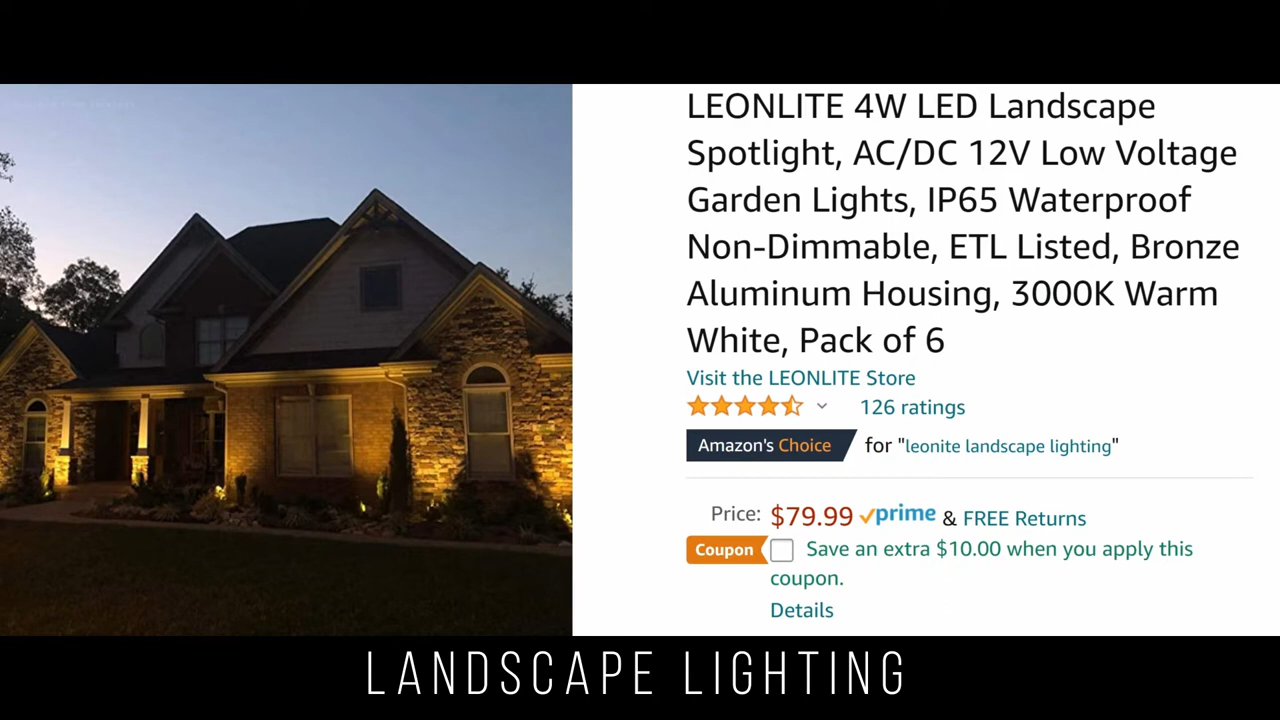 LEONLITE 4W LED Landscape
Spotlight, AC/DC 12V Low Voltage
Garden Lights, IP65 Waterproof
Non-Dimmable, ETL Listed, Bronze
Aluminum Housing, 3000K Warm
White, Pack of 6
Visit the LEONLITE Store
126 ratings
Amazon's Choice for "leonite landscape lighting"
Price: $79.99 prime & FREE Returns
Coupon Save an extra $10.00 when you apply this
coupon.
Details
LANDSCAPE LIGHTING